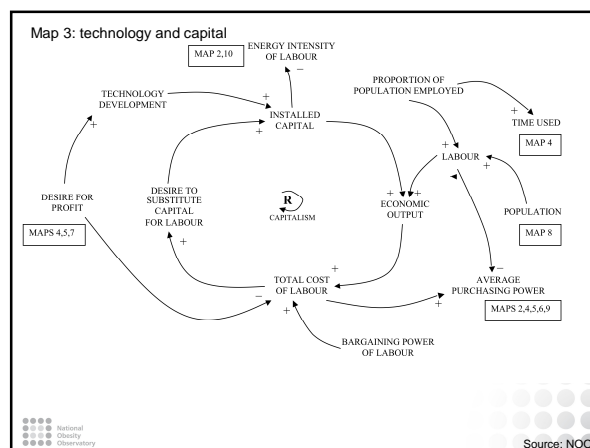 Map 3: technology and capital
MAP 2,10
ENERGY INTENSITY
OF LABOUR
−
PROPORTION OF
POPULATION EMPLOYED
TECHNOLOGY
DEVELOPMENT
+
+
INSTALLED
CAPITAL
+
+
TIME USED
MAP 4
+
LABOUR
+
DESIRE FOR
PROFIT
MAPS 4,5,7
DESIRE TO
SUBSTITUTE
CAPITAL
FOR LABOUR
+
R
CAPITALISM
+
+
ECONOMIC
OUTPUT
POPULATION
MAP 8
+
TOTAL COST
OF LABOUR
−
+
−
AVERAGE
PURCHASING POWER
+
MAPS 2,4,5,6,9
BARGAINING POWER
OF LABOUR
National
Obesity
Observatory
Source: NOO